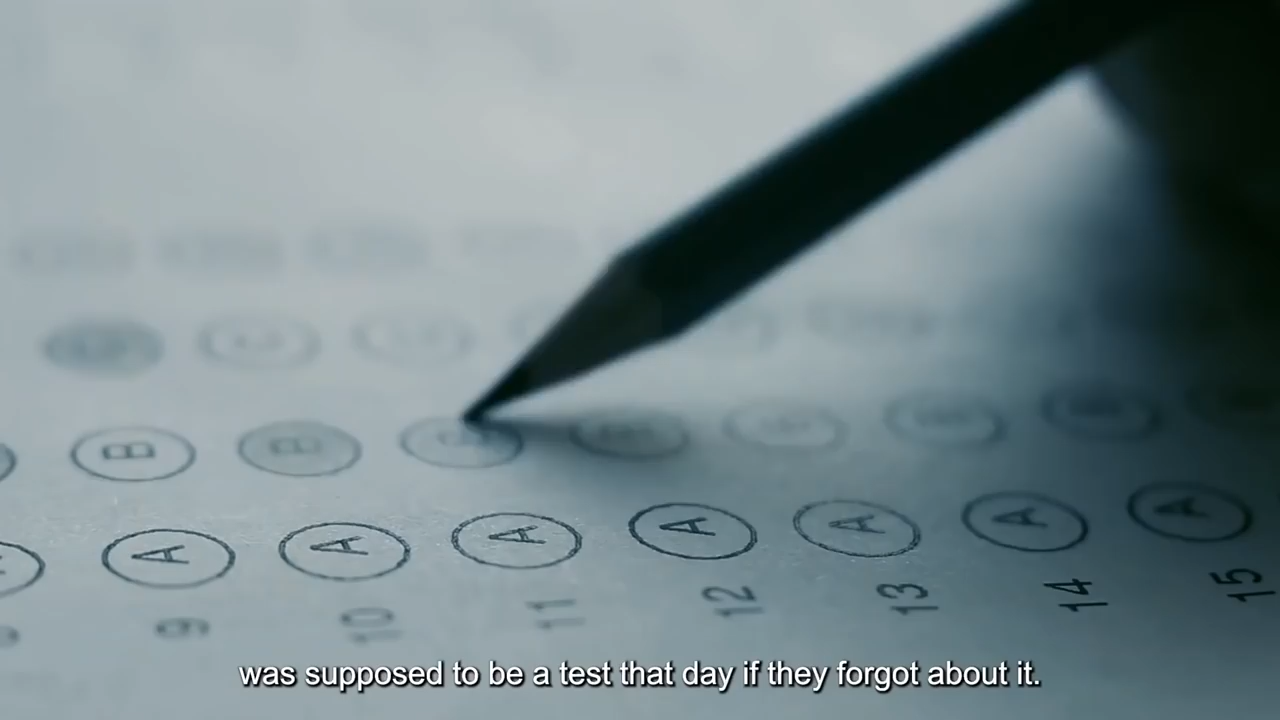 B B
A A A A A A A
9 10 11 12 13 14 15
was supposed to be a test that day if they forgot about it.